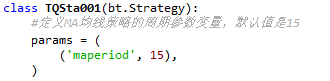 class TQSta001(bt.Strategy):
    #定义MA均线策略的周期参数变量，默认值是15
    params = (
        ('maperiod', 15),
    )